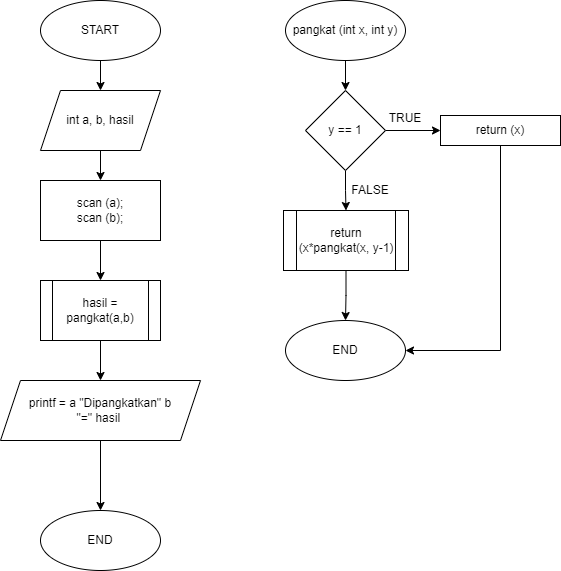 START
int a, b, hasil
scan (a);
scan (b);
hasil =
pangkat(a,b)
printf = a "Dipangkatkan" b
"=" hasil
END
pangkat (int x, int y)
y == 1
TRUE
return (x)
FALSE
return
(x*pangkat(x, y-1)
END